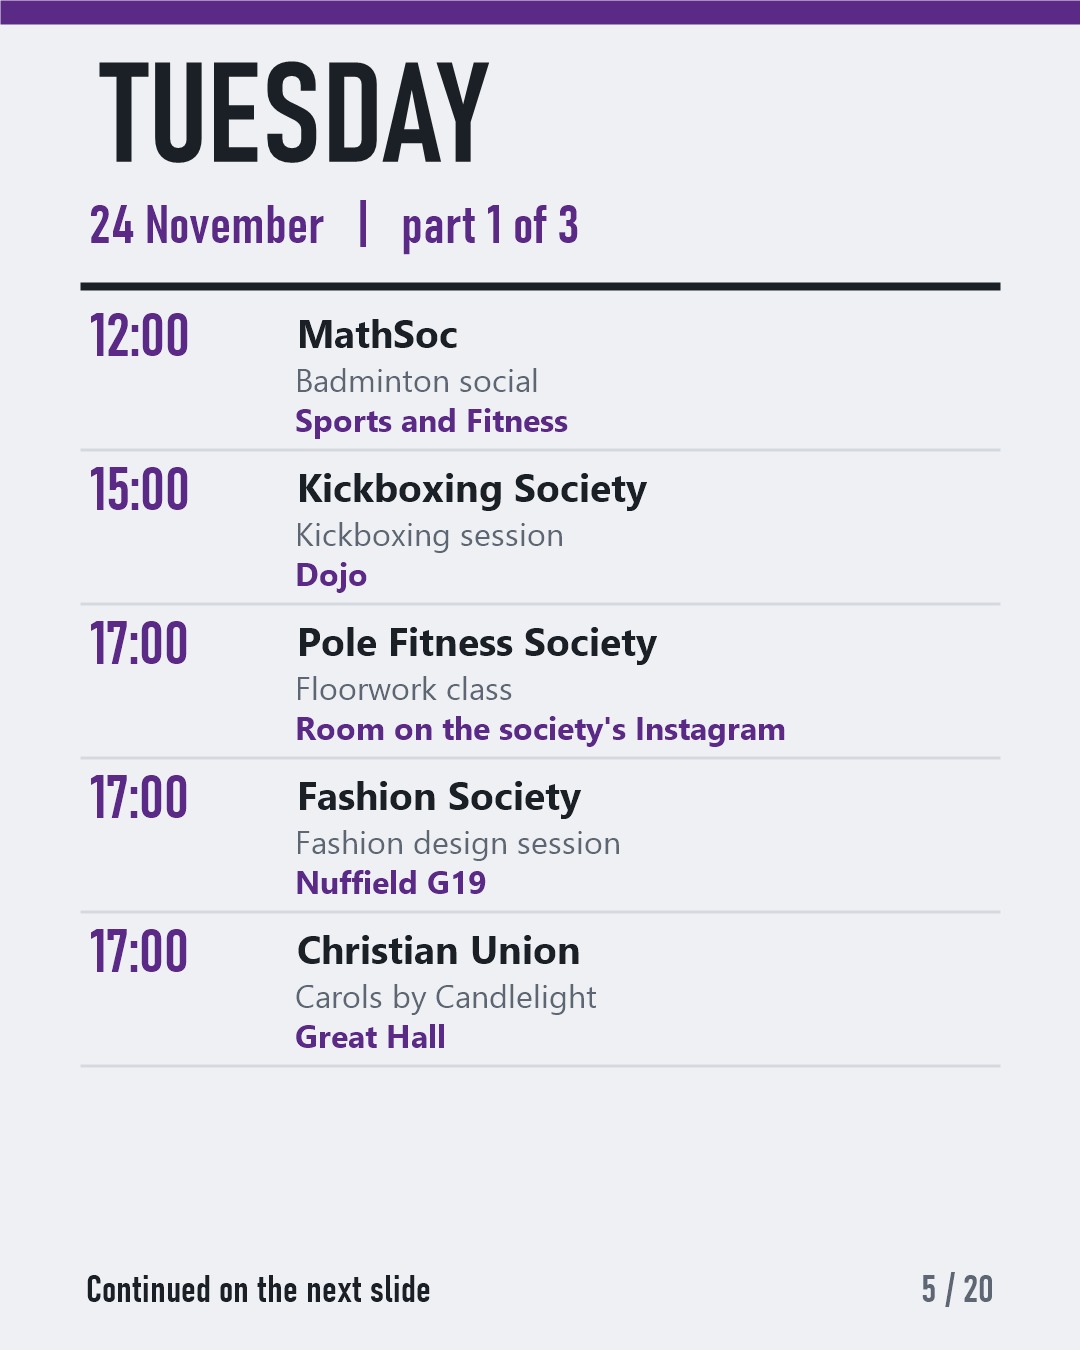 TUESDAY
24 November | part 1 of 3
12:00
MathSoc
Badminton social
Sports and Fitness
15:00
Kickboxing Society
Kickboxing session
Dojo
17:00
Pole Fitness Society
Floorwork class
Room on the society's Instagram
17:00
Fashion Society
Fashion design session
Nuffield G19
17:00
Christian Union
Carols by Candlelight
Great Hall
Continued on the next slide
5 / 20